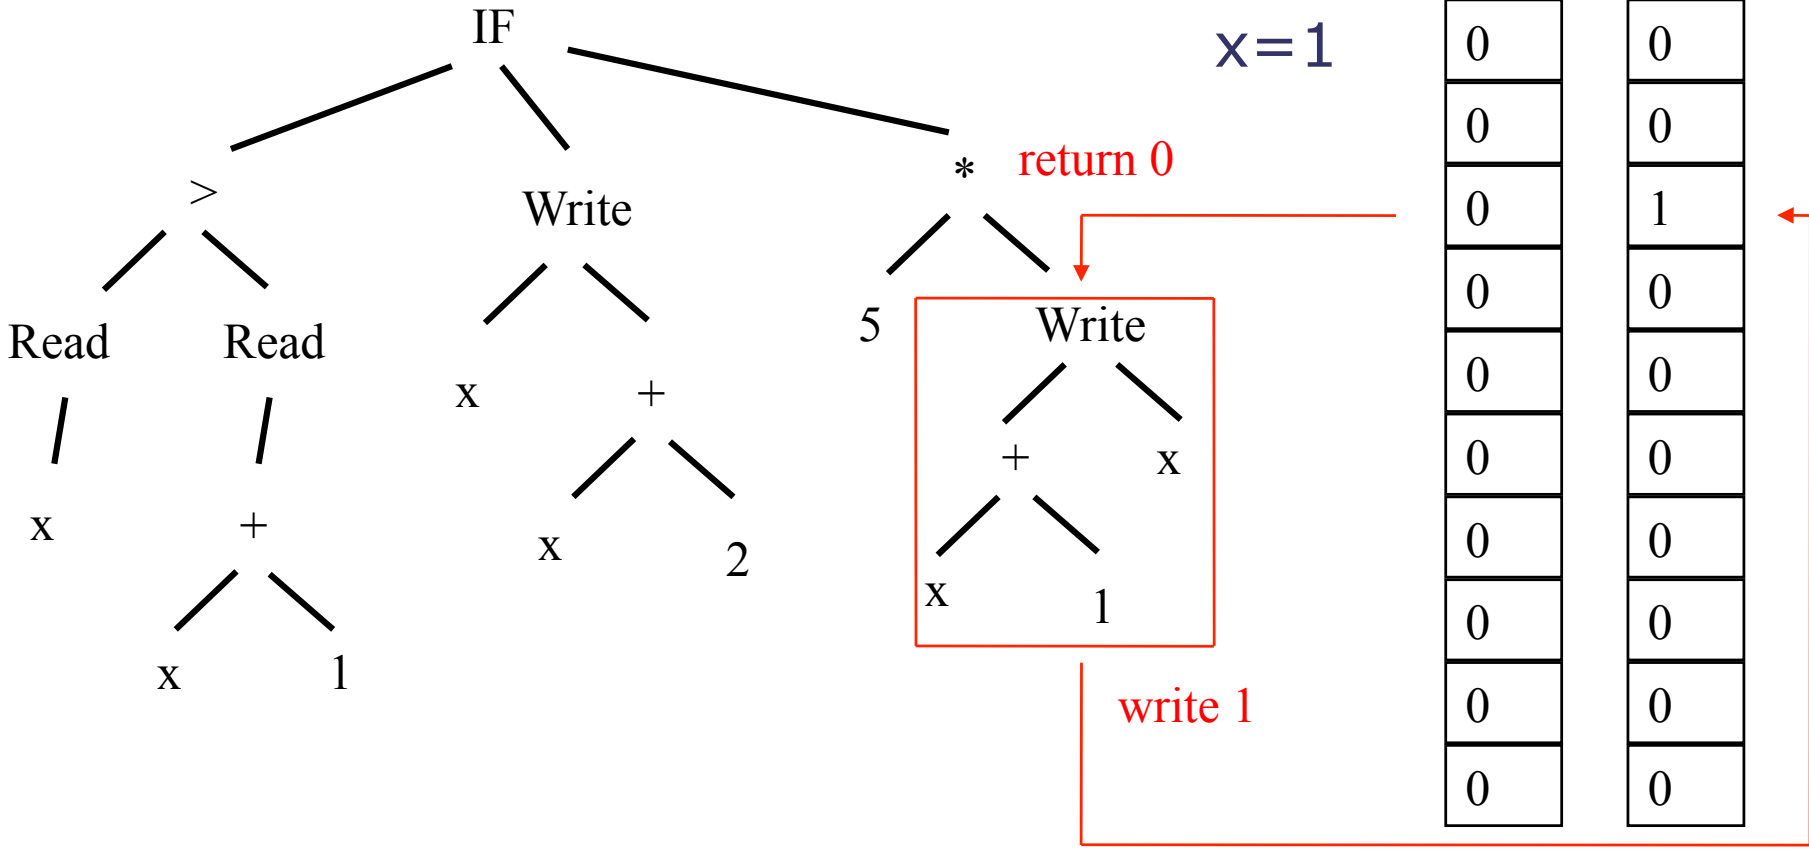 IF
x=1
0 0
0 0
* return 0
> Write
0 1
0 0
5 Write
Read Read
0 0
x +
+ x
0 0
x +
x 2
0 0
x 1
0 0
x 1
write 1
0 0
0 0